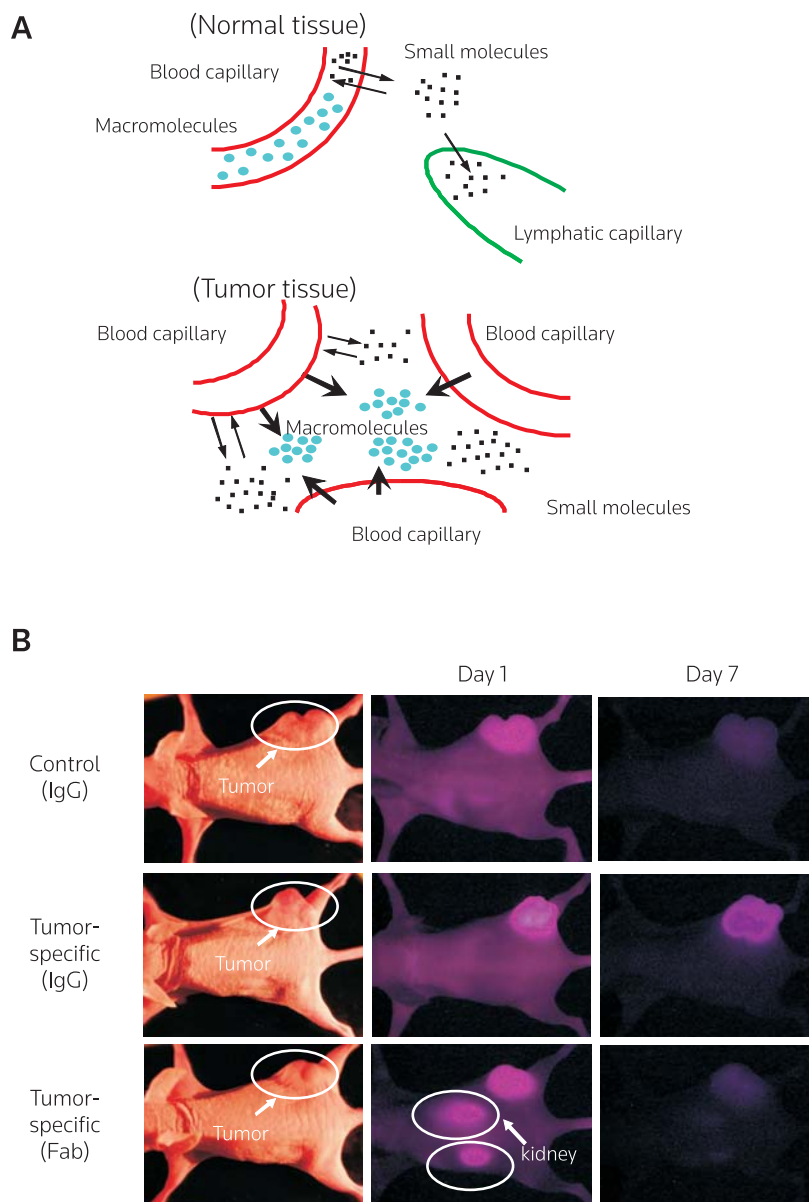 A
(Normal tissue)
Small molecules
Blood capillary
Macromolecules
Lymphatic capillary
(Tumor tissue)
Blood capillary
Blood capillary
Macromolecules
Small molecules
Blood capillary
B
Day 1
Day 7
Control
(IgG)
Tumor
Tumor-
specific
(IgG)
Tumor
Tumor-
specific
(Fab)
Tumor
kidney